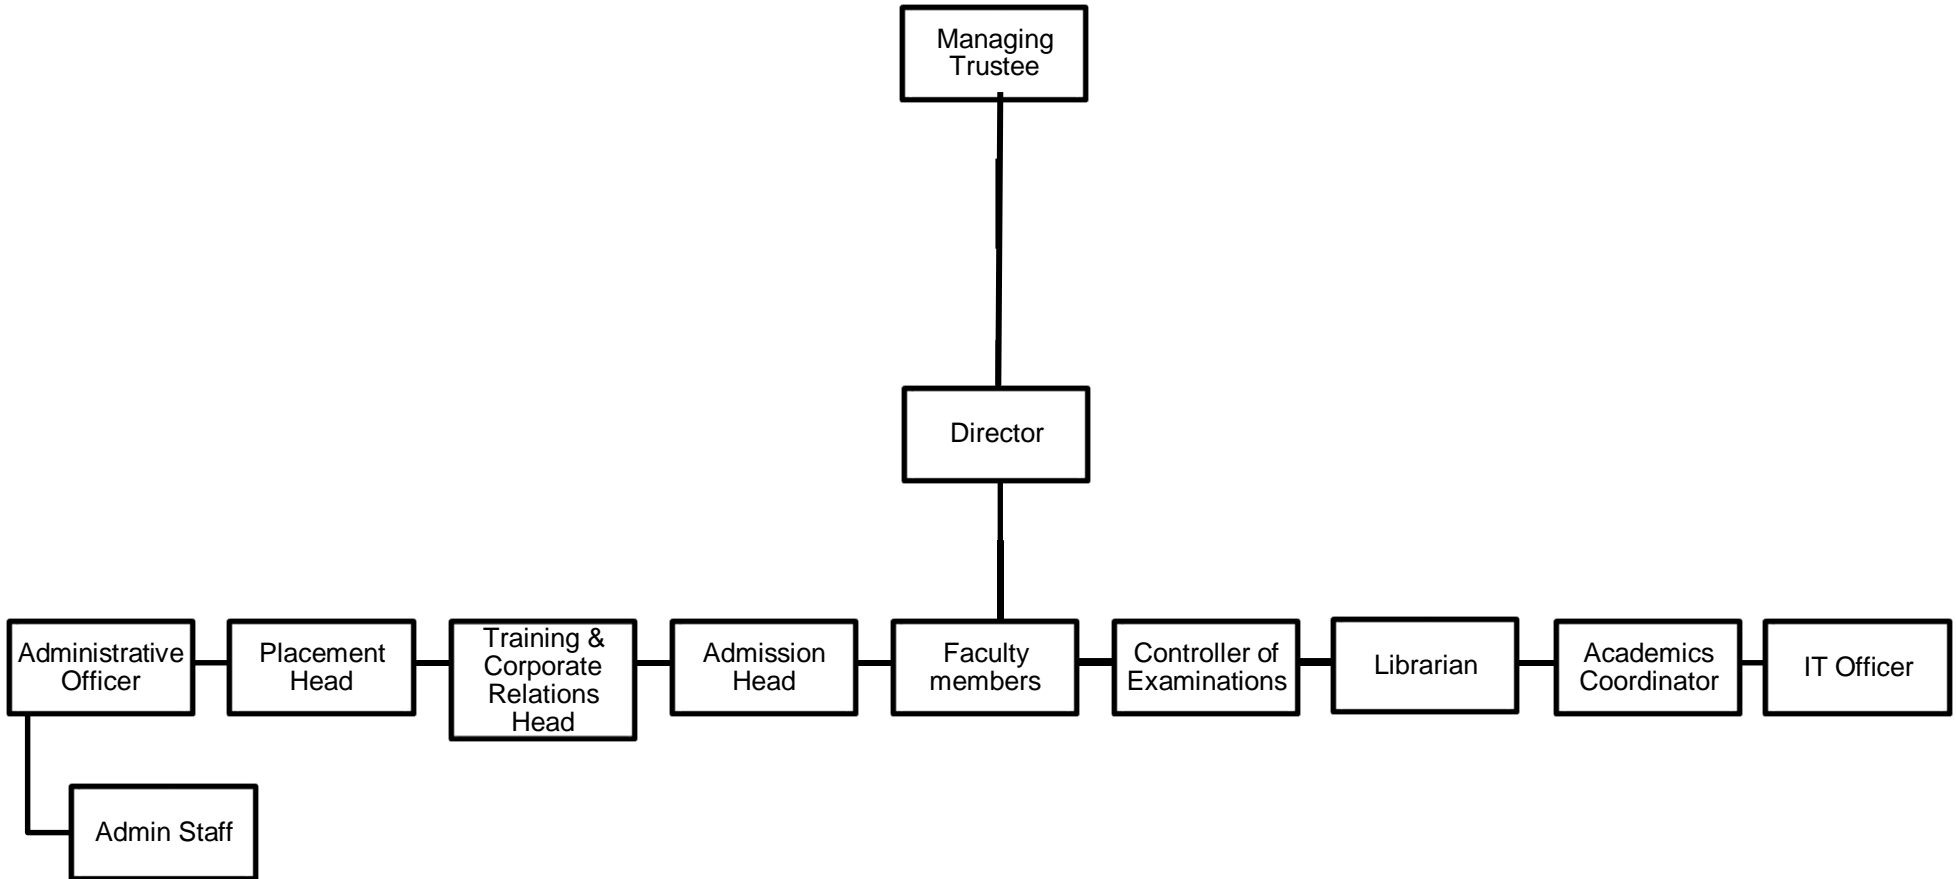 Managing
Trustee
Director
Administrative
Officer
Placement
Head
Training &
Corporate
Relations
Head
Admission
Head
Faculty
members
Controller of
Examinations
Librarian
Academics
Coordinator
IT Officer
Admin Staff